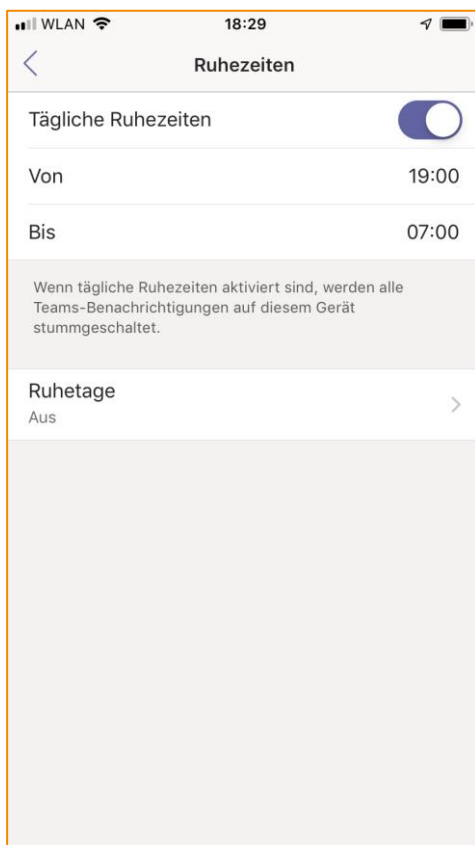 WLAN 18:29
Ruhezeiten
Tägliche Ruhezeiten
Von 19:00
Bis 07:00
Wenn tägliche Ruhezeiten aktiviert sind, werden alle
Teams-Benachrichtigungen auf diesem Gerät
stummgeschaltet.
Ruhetage
Aus